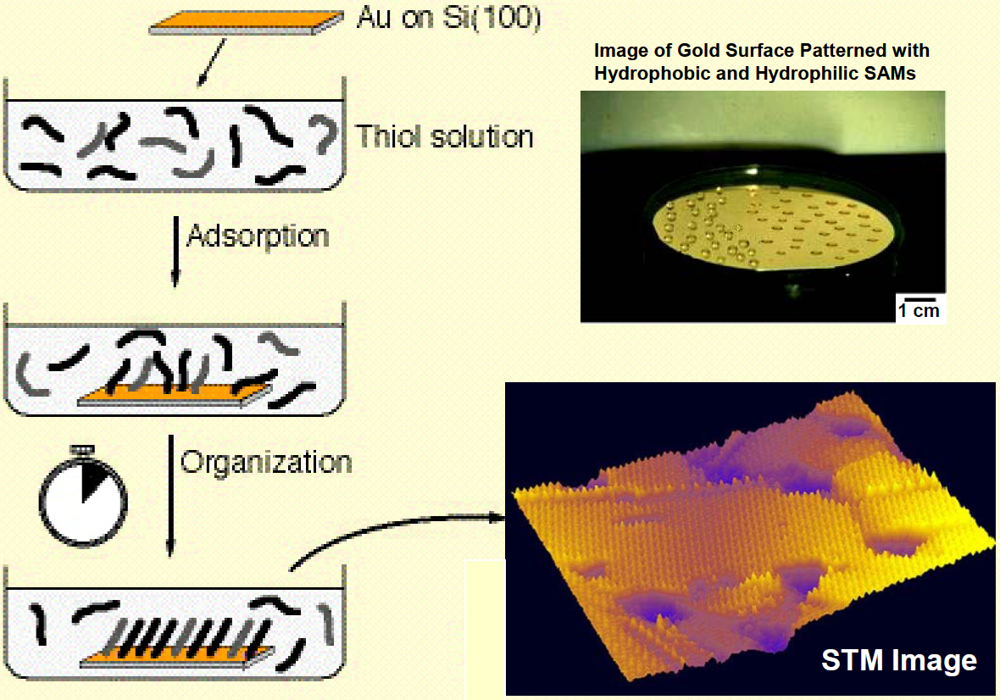 Au on Si(100)
Image of Gold Surface Patterned with
Hydrophobic and Hydrophilic SAMs
Thiol solution
Adsorption
1 cm
Organization
STM Image